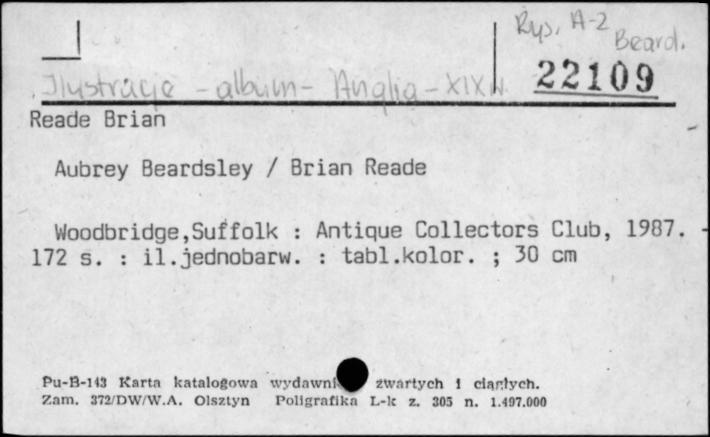 Rys. A-2
Beard.
Ilustracje - album - Anglia - XIX w.
22109
Reade Brian
Aubrey Beardsley / Brian Reade
Woodbridge,Suffolk : Antique Collectors Club, 1987. -
172 s. : il.jednobarw. : tabl.kolor. ; 30 cm
Pu-B-143 Karta katalogowa wydawni zwartych i ciągłych.
Zam. 372/DW/W.A. Olsztyn Poligrafika L-k z. 305 n. 1.497.000